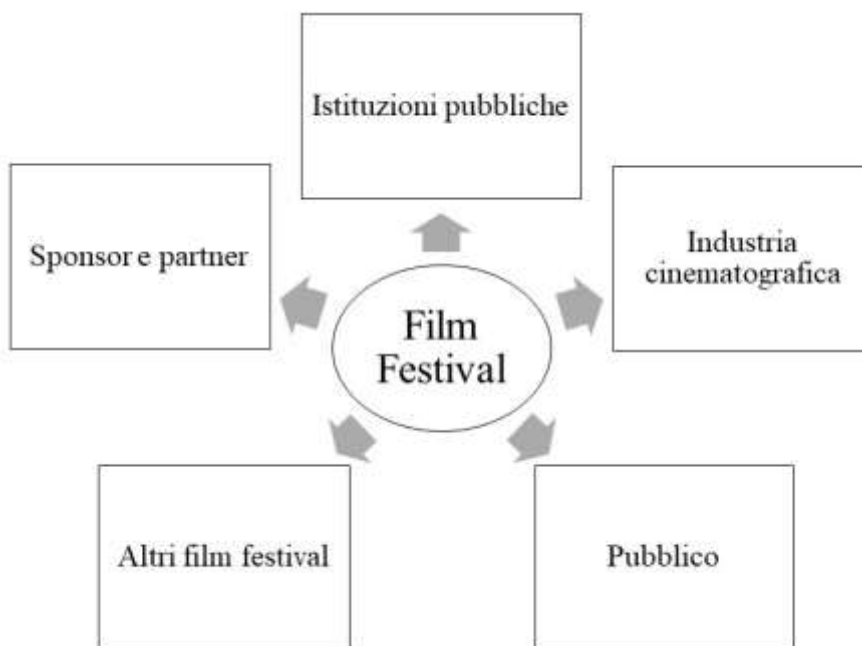 Istituzioni pubbliche
Sponsor e partner
Industria
cinematografica
Film
Festival
Altri film festival
Pubblico